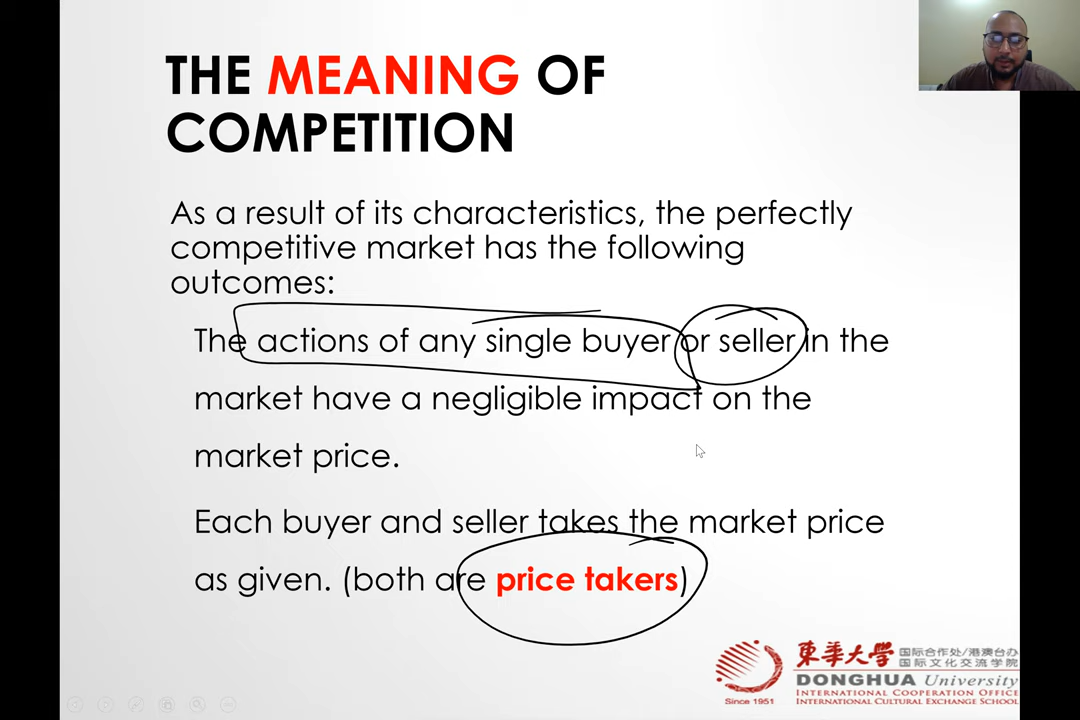 THE MEANING OF
COMPETITION
As a result of its characteristics, the perfectly
competitive market has the following
outcomes:
The actions of any single buyer or seller in the
market have a negligible impact on the
market price.
Each buyer and seller takes the market price
as given. (both are price takers)
東華大学
国际合作处/港澳台办
国际文化交流学院
DONGHUA University
INTERNATIONAL COOPERATION OFFICE
INTERNATIONAL CULTURAL EXCHANGE SCHOOL
Since 1951